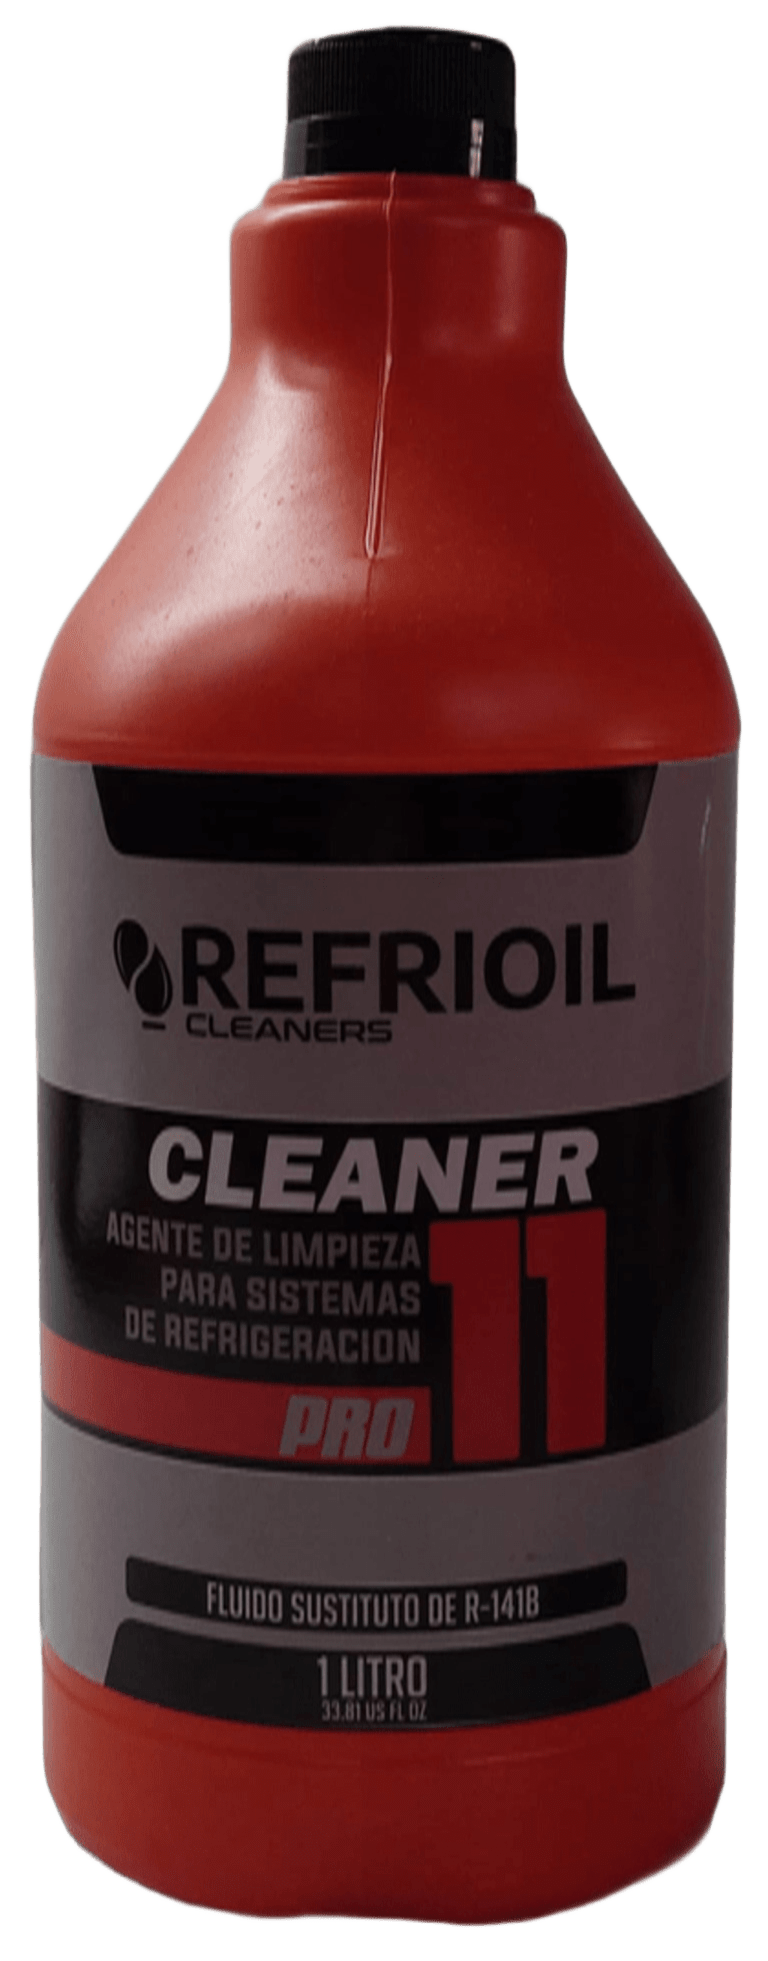 REFRIOIL
CLEANERS
CLEANER
AGENTE DE LIMPIEZA
PARA SISTEMAS
DE REFRIGERACION
11
PRO
FLUIDO SUSTITUTO DE R-141B
1 LITRO
33.81 US FL OZ